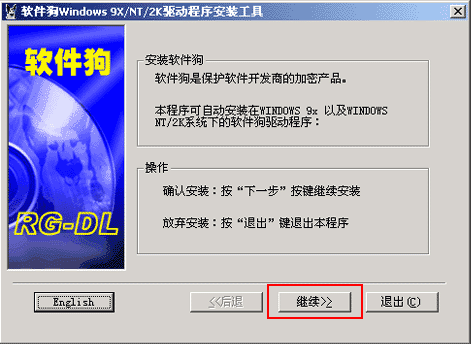 软件狗Windows 9X/NT/2K驱动程序安装工具
软件狗
安装软件狗
软件狗是保护软件开发商的加密产品。
本程序可自动安装在WINDOWS 9x 以及WINDOWS
NT/2K系统下的软件狗驱动程序：
操作
确认安装：按“下一步”按键继续安装
放弃安装：按“退出”键退出本程序
RG-DL
English
<<后退
继续>>
退出(C)